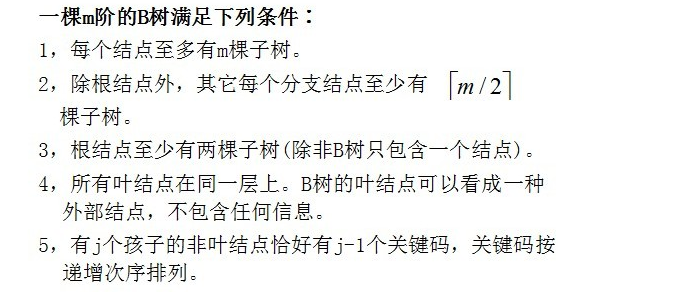 一棵m阶的B树满足下列条件：
1，每个结点至多有m棵子树。
2，除根结点外，其它每个分支结点至少有 ⌈m/2⌉
棵子树。
3，根结点至少有两棵子树(除非B树只包含一个结点)。
4，所有叶结点在同一层上。B树的叶结点可以看成一种
外部结点，不包含任何信息。
5，有j个孩子的非叶结点恰好有j-1个关键码，关键码按
递增次序排列。